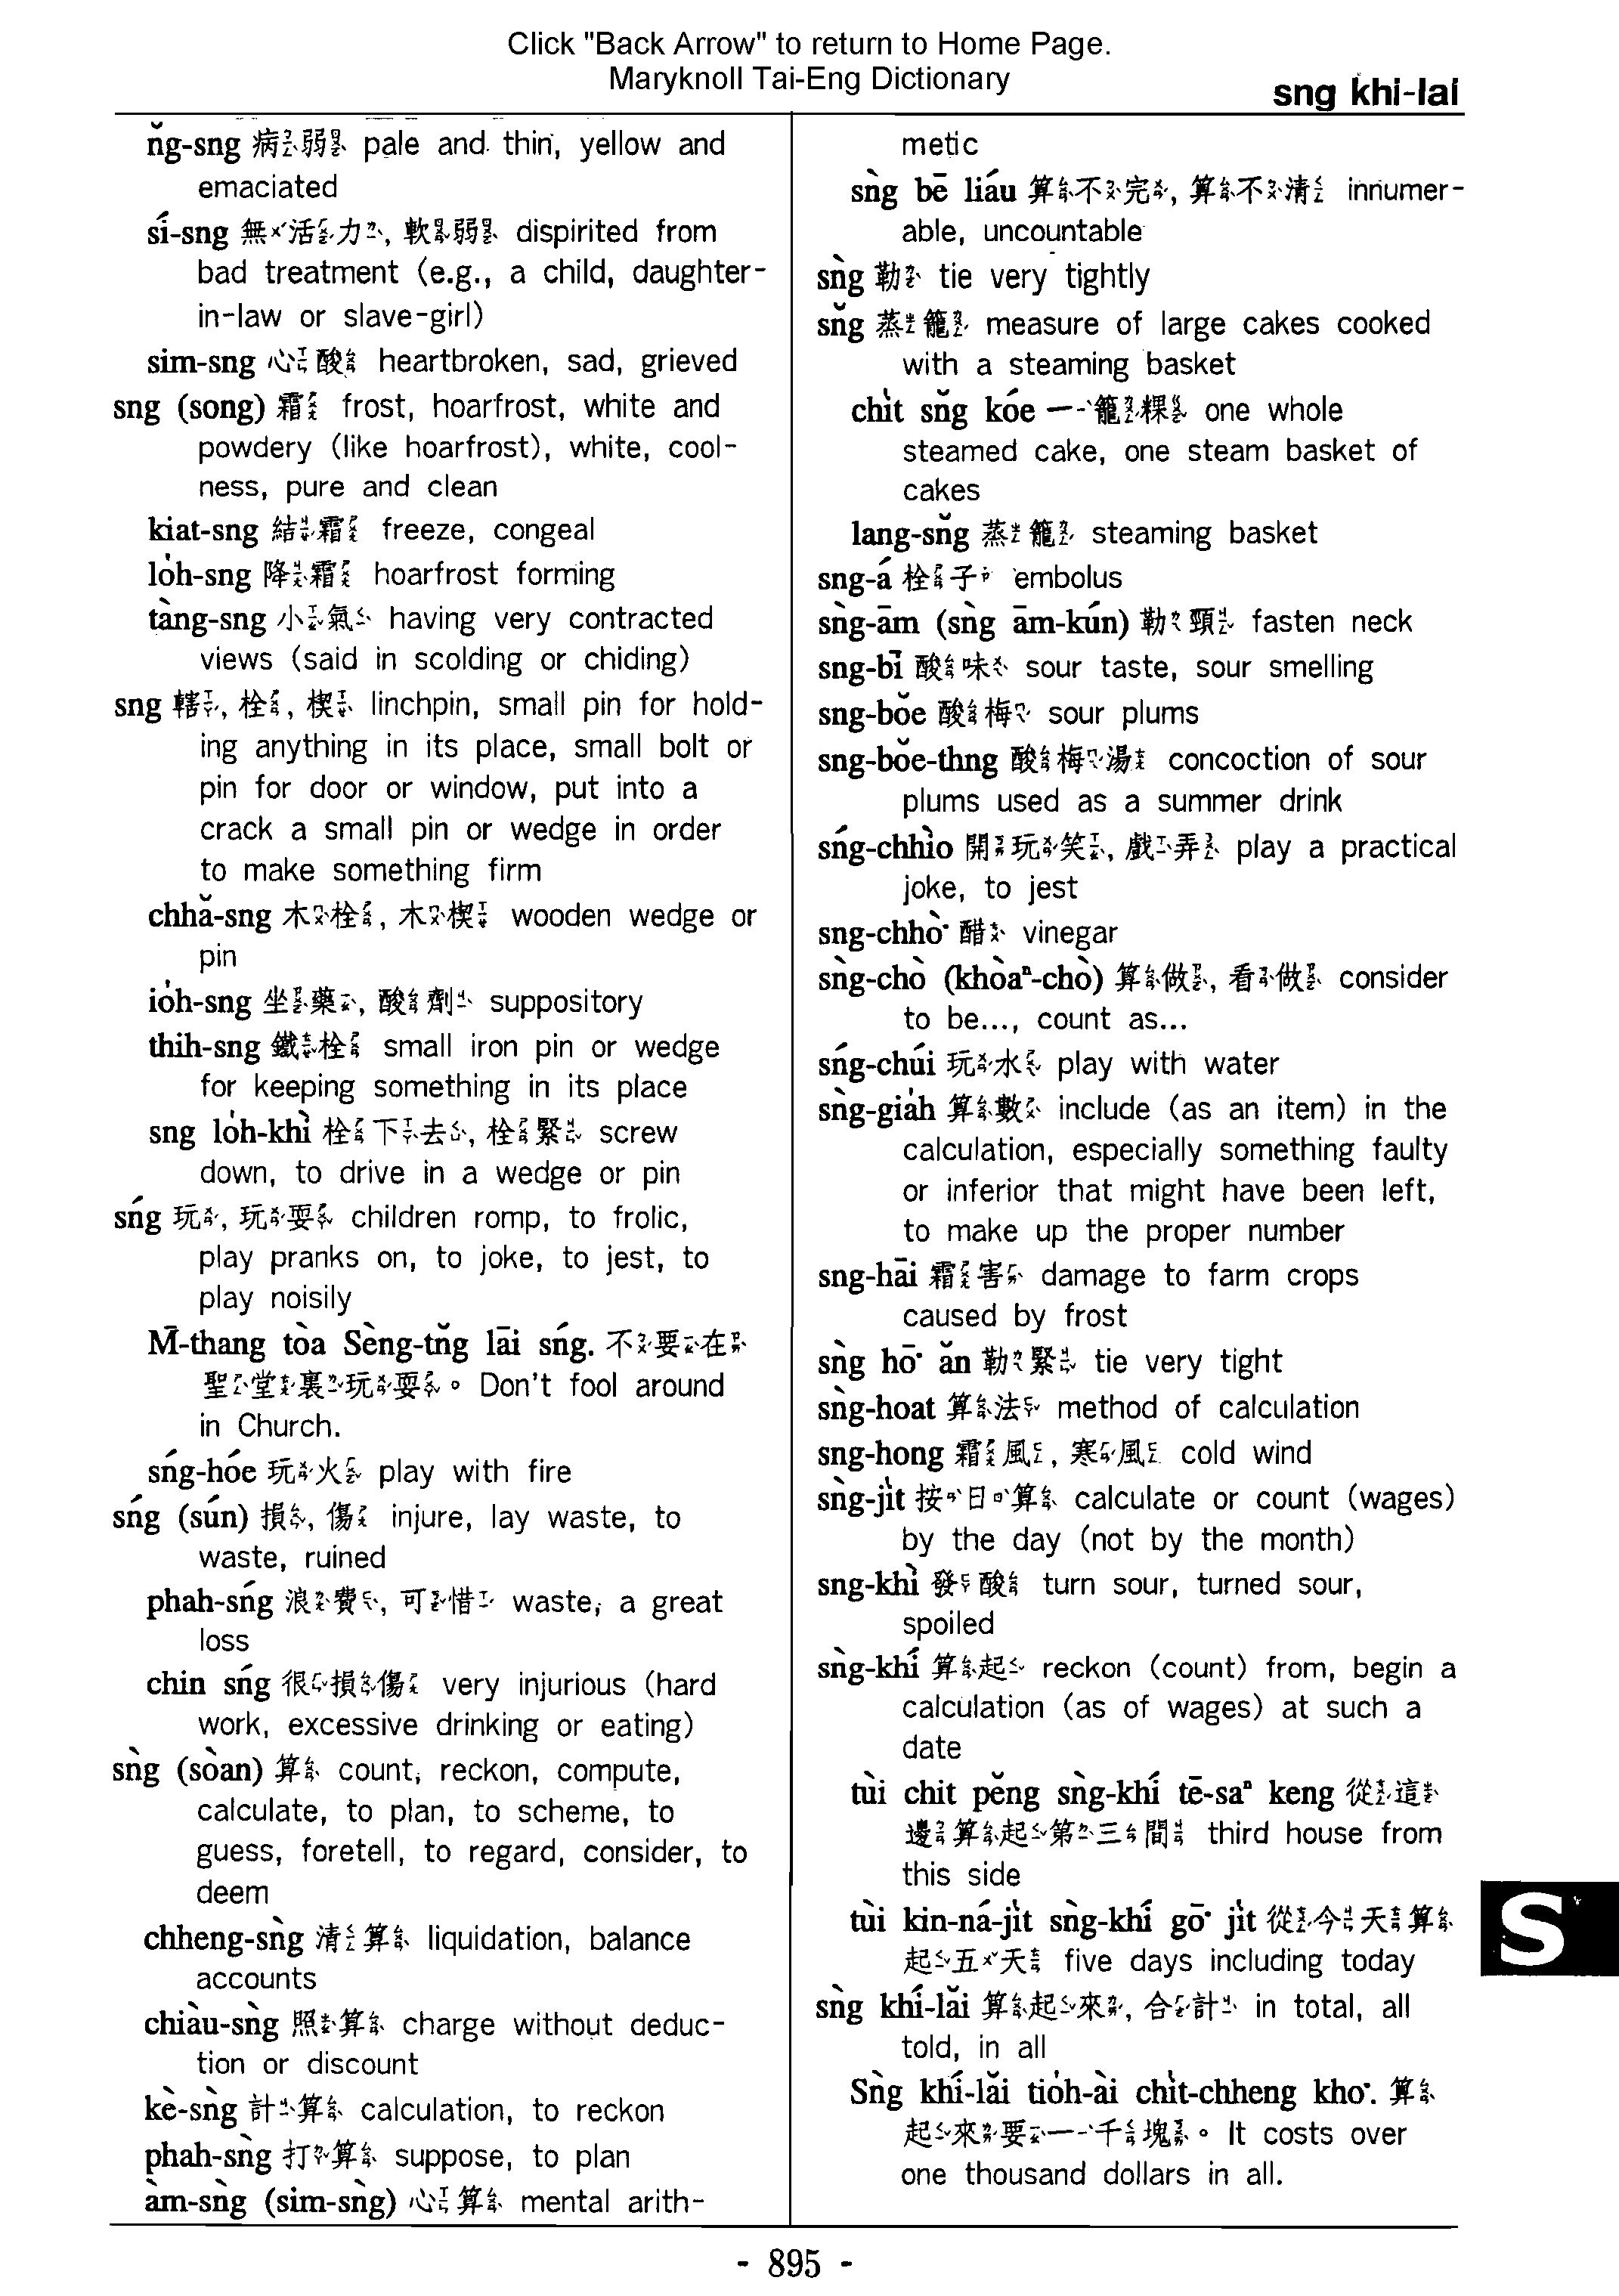 Click "Back Arrow" to return to Home Page.
Maryknoll Tai-Eng Dictionary
sng khi-lai
n̆g-sng 病弱 pale and thin, yellow and
emaciated
sí-sng 無活力, 軟弱 dispirited from
bad treatment (e.g., a child, daughter-
in-law or slave-girl)
sim-sng 心酸 heartbroken, sad, grieved
sng (song) 霜 frost, hoarfrost, white and
powdery (like hoarfrost), white, cool-
ness, pure and clean
kiat-sng 結霜 freeze, congeal
lo̍h-sng 降霜 hoarfrost forming
tàng-sng 小氣 having very contracted
views (said in scolding or chiding)
sng 轄, 栓, 楔 linchpin, small pin for hold-
ing anything in its place, small bolt or
pin for door or window, put into a
crack a small pin or wedge in order
to make something firm
chhă-sng 木栓, 木楔 wooden wedge or
pin
io̍h-sng 坐藥, 酸劑 suppository
thih-sng 鐵栓 small iron pin or wedge
for keeping something in its place
sng lo̍h-khì 栓下去, 栓緊 screw
down, to drive in a wedge or pin
sńg 玩, 玩耍 children romp, to frolic,
play pranks on, to joke, to jest, to
play noisily
M̄-thang tòa Sèng-tn̆g lāi sńg. 不要在
聖堂裏玩耍。 Don't fool around
in Church.
sńg-hóe 玩火 play with fire
sńg (sún) 損, 傷 injure, lay waste, to
waste, ruined
phah-sńg 浪費, 可惜 waste, a great
loss
chin sńg 很損傷 very injurious (hard
work, excessive drinking or eating)
sǹg (sòan) 算 count, reckon, compute,
calculate, to plan, to scheme, to
guess, foretell, to regard, consider, to
deem
chheng-sǹg 清算 liquidation, balance
accounts
chiàu-sǹg 照算 charge without deduc-
tion or discount
kè-sǹg 計算 calculation, to reckon
phah-sǹg 打算 suppose, to plan
àm-sǹg (sim-sǹg) 心算 mental arith-
metic
sǹg bē liáu 算不完, 算不清 innumer-
able, uncountable
sǹg 勒 tie very tightly
sn̆g 蒸籠 measure of large cakes cooked
with a steaming basket
chi̍t sn̆g kóe 一籠粿 one whole
steamed cake, one steam basket of
cakes
lang-sn̆g 蒸籠 steaming basket
sng-á 栓子 embolus
sǹg-ām (sǹg ām-kún) 勒頸 fasten neck
sng-bī 酸味 sour taste, sour smelling
sng-bŏe 酸梅 sour plums
sng-bŏe-thng 酸梅湯 concoction of sour
plums used as a summer drink
sńg-chhìo 開玩笑, 戲弄 play a practical
joke, to jest
sng-chhò͘ 醋 vinegar
sǹg-chò (khòaⁿ-chò) 算做, 看做 consider
to be..., count as...
sńg-chúi 玩水 play with water
sǹg-gia̍h 算數 include (as an item) in the
calculation, especially something faulty
or inferior that might have been left,
to make up the proper number
sng-hāi 霜害 damage to farm crops
caused by frost
sǹg hō͘ ăn 勒緊 tie very tight
sǹg-hoat 算法 method of calculation
sng-hong 霜風, 寒風 cold wind
sǹg-ji̍t 按日算 calculate or count (wages)
by the day (not by the month)
sng-khì 發酸 turn sour, turned sour,
spoiled
sǹg-khí 算起 reckon (count) from, begin a
calculation (as of wages) at such a
date
tùi chit pĕng sǹg-khí tē-saⁿ keng 從這
邊算起第三間 third house from
this side
tùi kin-ná-ji̍t sǹg-khí gō͘ ji̍t 從今天算
起五天 five days including today
sǹg khí-lăi 算起來, 合計 in total, all
told, in all
Sǹg khí-lăi tio̍h-ài chi̍t-chheng kho͘. 算
起來要一千塊。 It costs over
one thousand dollars in all.
S
- 895 -